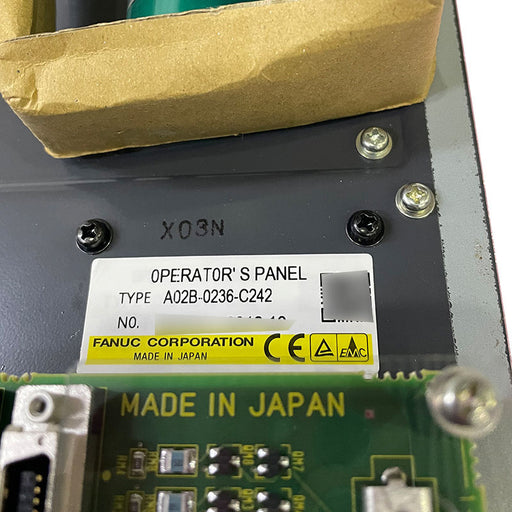 X03N
OPERATOR'S PANEL
TYPE A02B-0236-C242
NO.
FANUC CORPORATION CE EMC
MADE IN JAPAN
MADE IN JAPAN